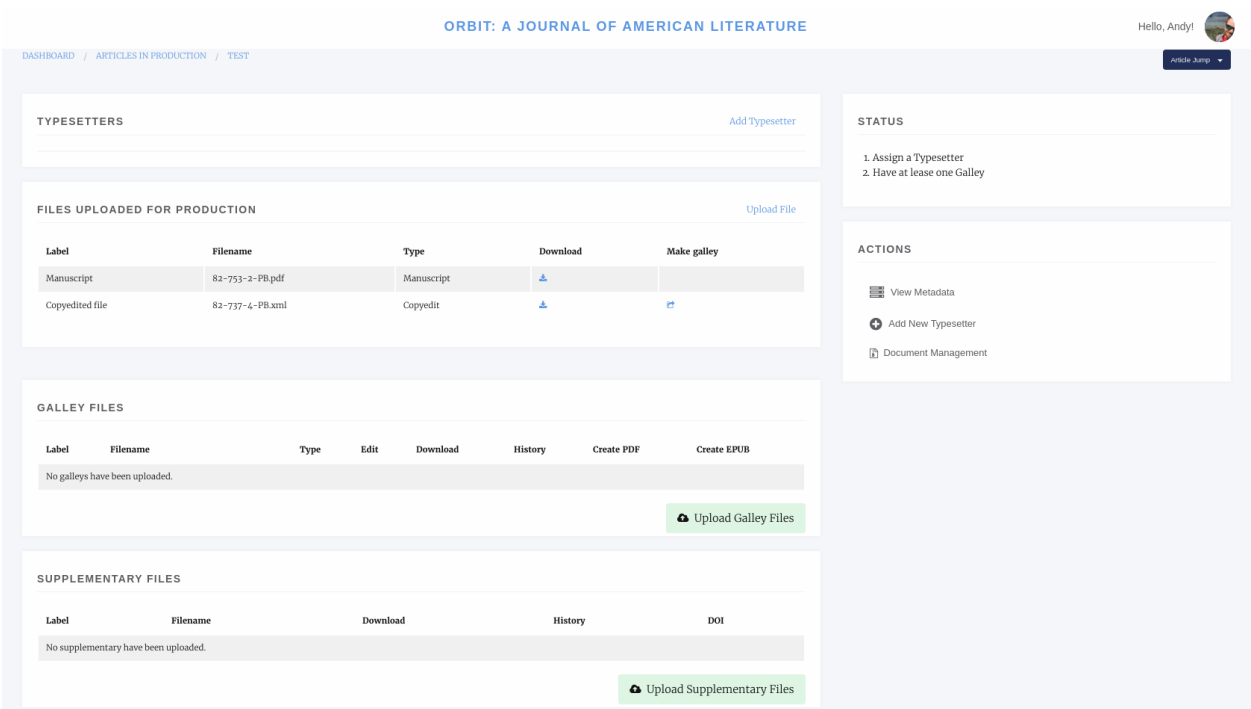 ORBIT: A JOURNAL OF AMERICAN LITERATURE
Hello, Andy!
DASHBOARD / ARTICLES IN PRODUCTION / TEST
Article Jump
TYPESETTERS
Add Typesetter
FILES UPLOADED FOR PRODUCTION
Upload File
Label Filename Type Download Make galley
Manuscript 82-753-2-PB.pdf Manuscript
Copyedited file 82-737-4-PB.xml Copyedit
GALLEY FILES
Label Filename Type Edit Download History Create PDF Create EPUB
No galleys have been uploaded.
Upload Galley Files
SUPPLEMENTARY FILES
Label Filename Download History DOI
No supplementary have been uploaded.
Upload Supplementary Files
STATUS
1. Assign a Typesetter
2. Have at lease one Galley
ACTIONS
View Metadata
Add New Typesetter
Document Management